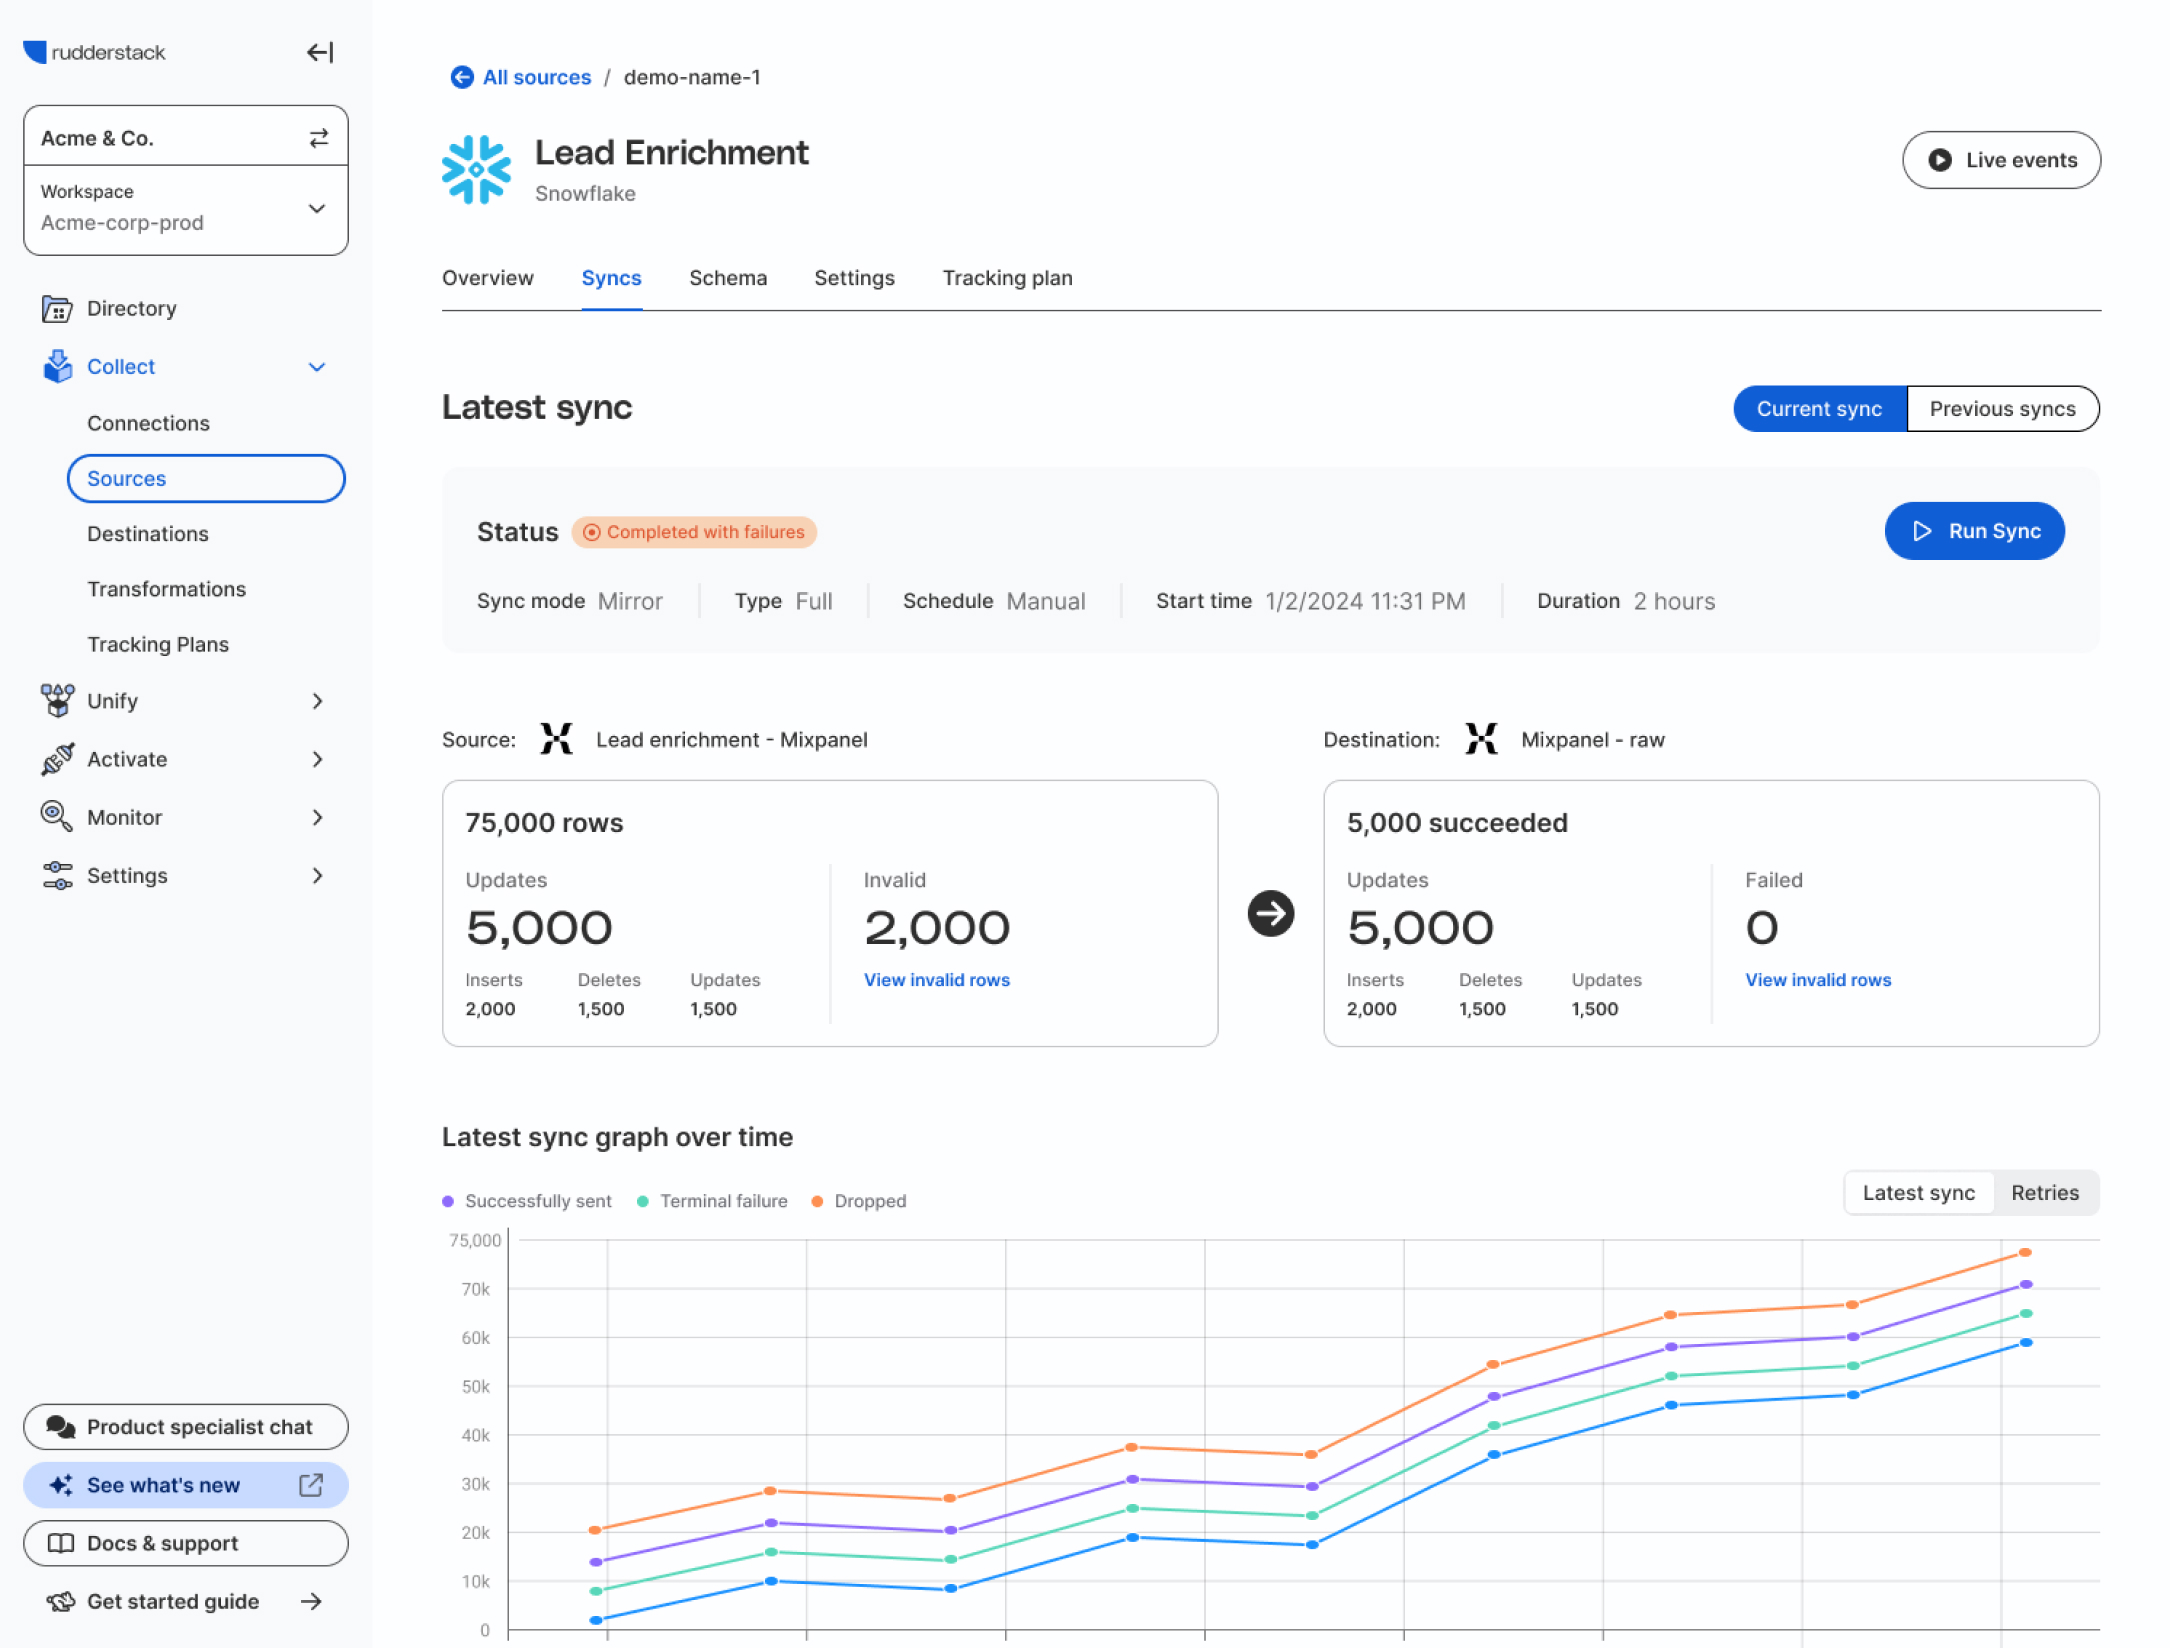 rudderstack
Acme & Co.
Workspace
Acme-corp-prod
Directory
Collect
Connections
Sources
Destinations
Transformations
Tracking Plans
Unify
Activate
Monitor
Settings
Product specialist chat
See what's new
Docs & support
Get started guide
All sources / demo-name-1
Lead Enrichment
Snowflake
Live events
Overview Syncs Schema Settings Tracking plan
Latest sync
Current sync Previous syncs
Status Completed with failures
Run Sync
Sync mode Mirror Type Full Schedule Manual Start time 1/2/2024 11:31 PM Duration 2 hours
Source: Lead enrichment - Mixpanel
75,000 rows
Updates Invalid
5,000 2,000
Inserts Deletes Updates View invalid rows
2,000 1,500 1,500
Destination: Mixpanel - raw
5,000 succeeded
Updates Failed
5,000 0
Inserts Deletes Updates View invalid rows
2,000 1,500 1,500
Latest sync graph over time
Successfully sent Terminal failure Dropped
Latest sync Retries
75,000
70k
60k
50k
40k
30k
20k
10k
0